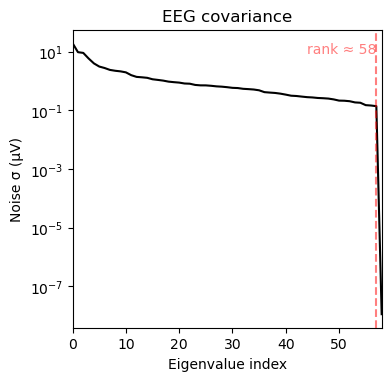 EEG covariance
rank ≈ 58
Noise σ (μV)
10¹
10⁻¹
10⁻³
10⁻⁵
10⁻⁷
0 10 20 30 40 50
Eigenvalue index